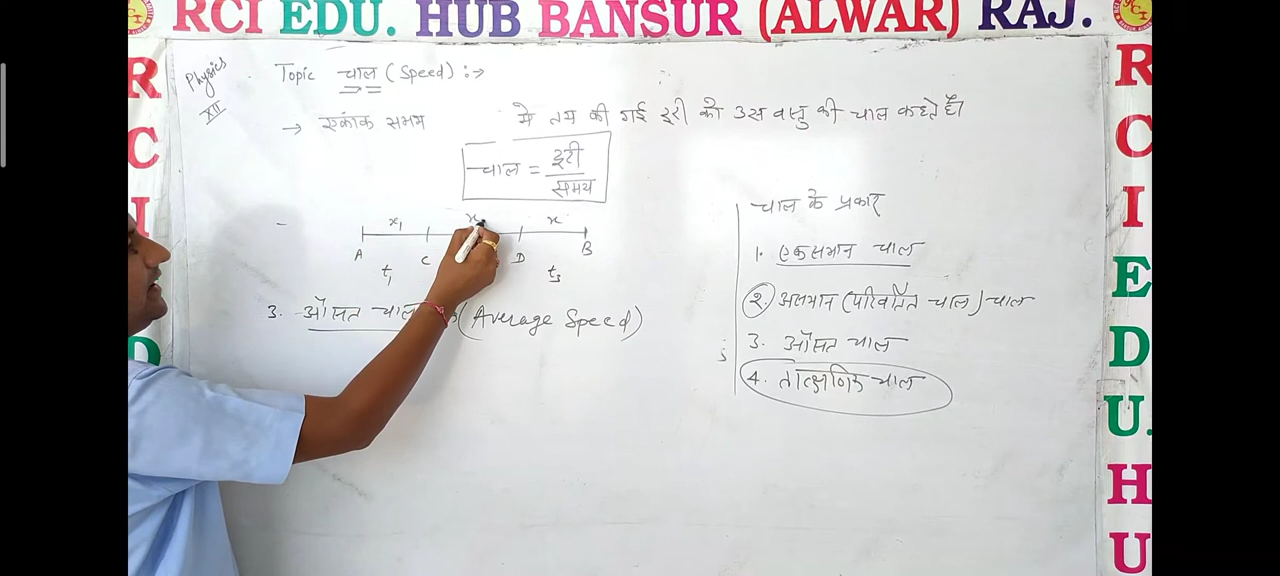 RCI EDU. HUB BANSUR (ALWAR) RAJ.
Physics
XII
Topic चाल (Speed) :→
→ एकांक समय में तय की गई दूरी को उस वस्तु की चाल कहते हैं
चाल = दूरी / समय
x₁ x x
A C D B
t₁ t₃
3. औसत चाल (Average Speed)
चाल के प्रकार
1. एकसमान चाल
2. असमान (परिवर्तित चाल) चाल
3. औसत चाल
4. तात्क्षणिक चाल
R C I D
R C I E D U. H U